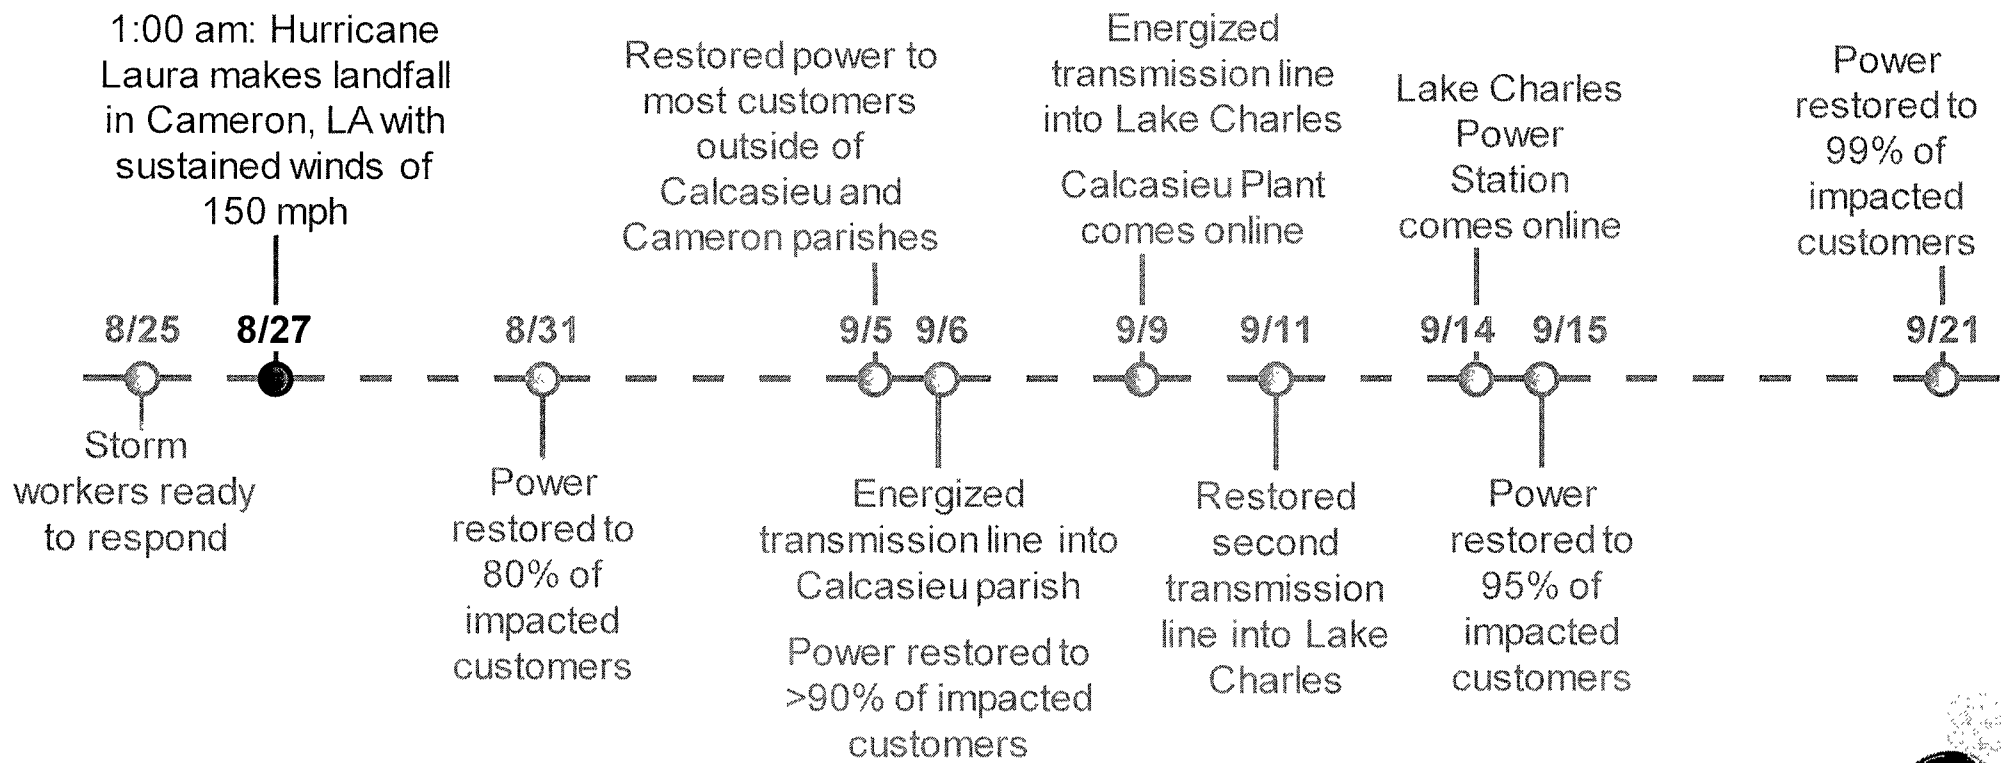 1:00 am: Hurricane
Laura makes landfall
in Cameron, LA with
sustained winds of
150 mph
Restored power to
most customers
outside of
Calcasieu and
Cameron parishes
Energized
transmission line
into Lake Charles
Calcasieu Plant
comes online
Lake Charles
Power
Station
comes online
Power
restored to
99% of
impacted
customers
8/25 8/27 8/31 9/5 9/6 9/9 9/11 9/14 9/15 9/21
Storm
workers ready
to respond
Power
restored to
80% of
impacted
customers
Energized
transmission line into
Calcasieu parish
Power restored to
>90% of impacted
customers
Restored
second
transmission
line into Lake
Charles
Power
restored to
95% of
impacted
customers